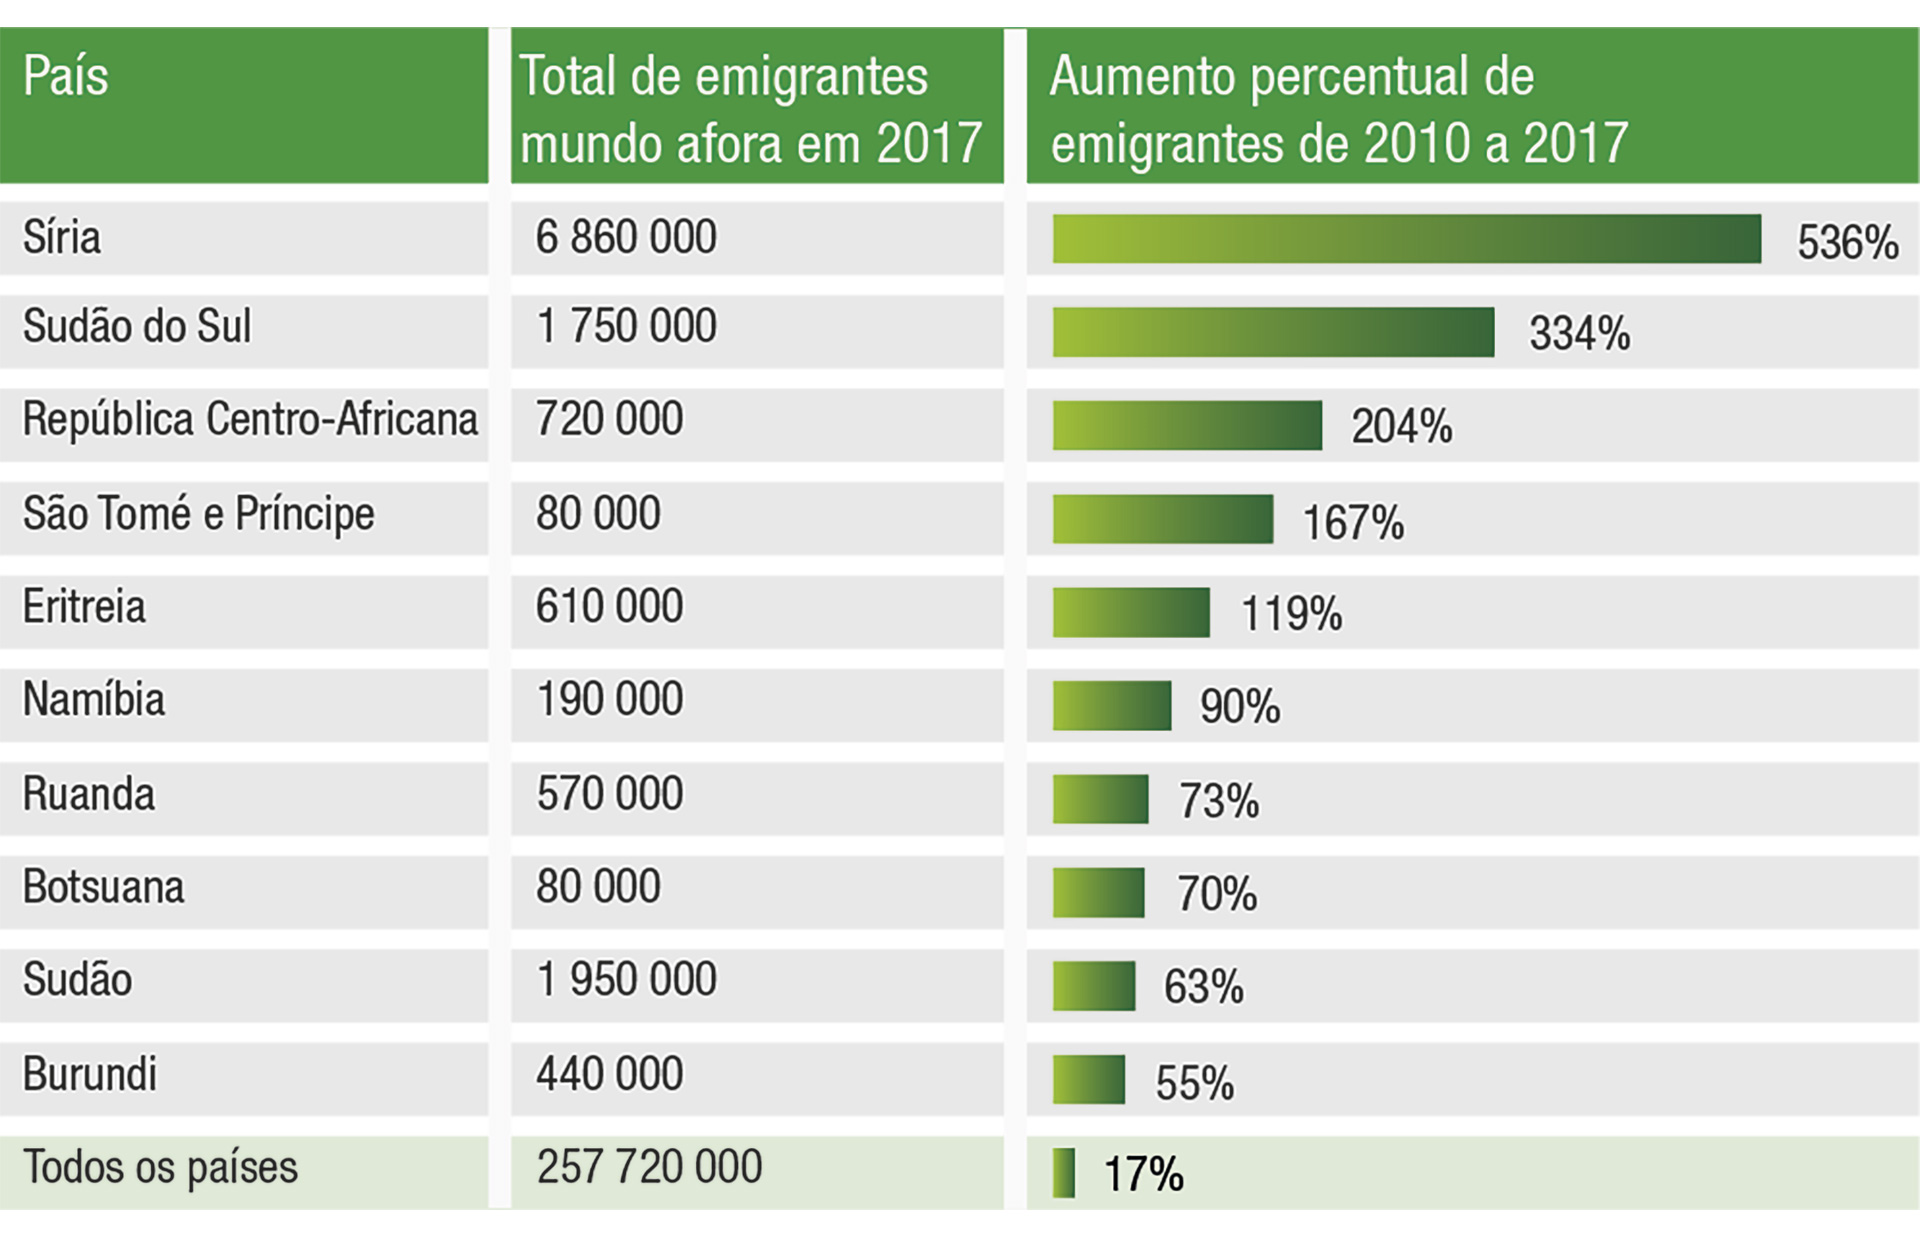 País
Total de emigrantes
mundo afora em 2017
Aumento percentual de
emigrantes de 2010 a 2017
Síria 6 860 000 536%
Sudão do Sul 1 750 000 334%
República Centro-Africana 720 000 204%
São Tomé e Príncipe 80 000 167%
Eritreia 610 000 119%
Namíbia 190 000 90%
Ruanda 570 000 73%
Botsuana 80 000 70%
Sudão 1 950 000 63%
Burundi 440 000 55%
Todos os países 257 720 000 17%